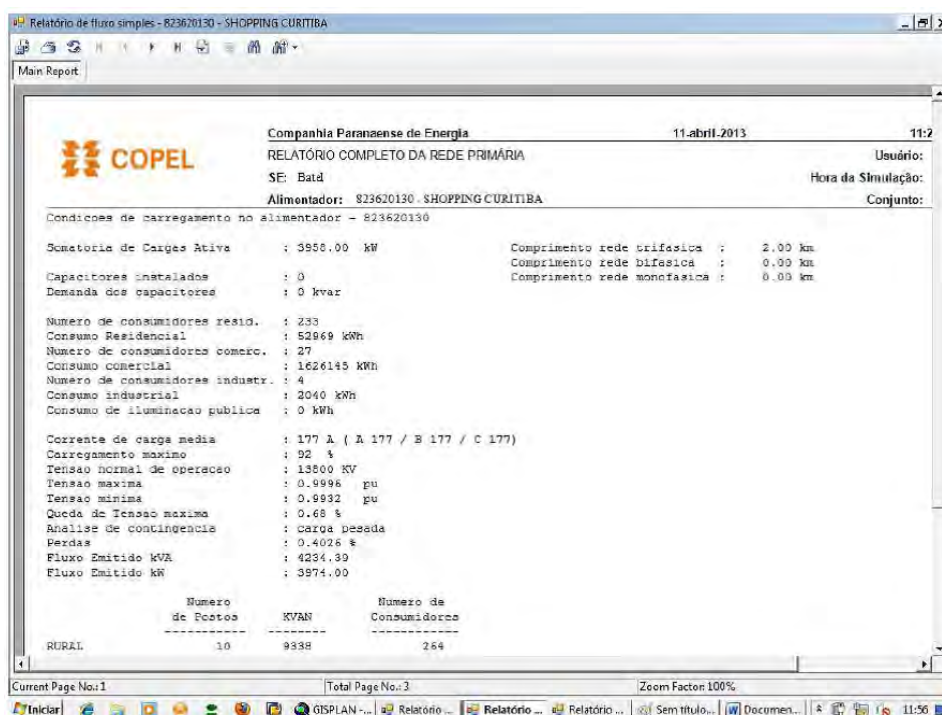 Relatório de fluxo simples - 823620130 - SHOPPING CURITIBA
Main Report
Companhia Paranaense de Energia 11-abril-2013 11:2
COPEL
RELATÓRIO COMPLETO DA REDE PRIMÁRIA Usuário:
SE: Batel Hora da Simulação:
Alimentador: 823620130 - SHOPPING CURITIBA Conjunto:
Condicoes de carregamento no alimentador - 823620130
Somatoria de Cargas Ativa : 3958.00 kW Comprimento rede trifasica : 2.00 km
Comprimento rede bifasica : 0.00 km
Capacitores instalados : 0 Comprimento rede monofasica : 0.00 km
Demanda dos capacitores : 0 kvar
Numero de consumidores resid. : 233
Consumo Residencial : 52969 kWh
Numero de consumidores comerc. : 27
Consumo comercial : 1626145 kWh
Numero de consumidores industr. : 4
Consumo industrial : 2040 kWh
Consumo de iluminacao publica : 0 kWh
Corrente de carga media : 177 A ( A 177 / B 177 / C 177)
Carregamento maximo : 92 %
Tensao normal de operacao : 13800 KV
Tensao maxima : 0.9996 pu
Tensao minima : 0.9932 pu
Queda de Tensao maxima : 0.68 %
Analise de contingencia : carga pesada
Perdas : 0.4026 %
Fluxo Emitido kVA : 4234.39
Fluxo Emitido kW : 3974.00
Numero Numero de
de Postos KVAN Consumidores
----------- -------- ------------
RURAL 10 9338 264
Current Page No.: 1 Total Page No.: 3 Zoom Factor: 100%
Iniciar GISPLAN -... Relatório ... Relatório ... Relatório ... Sem título... Documen... 11:56